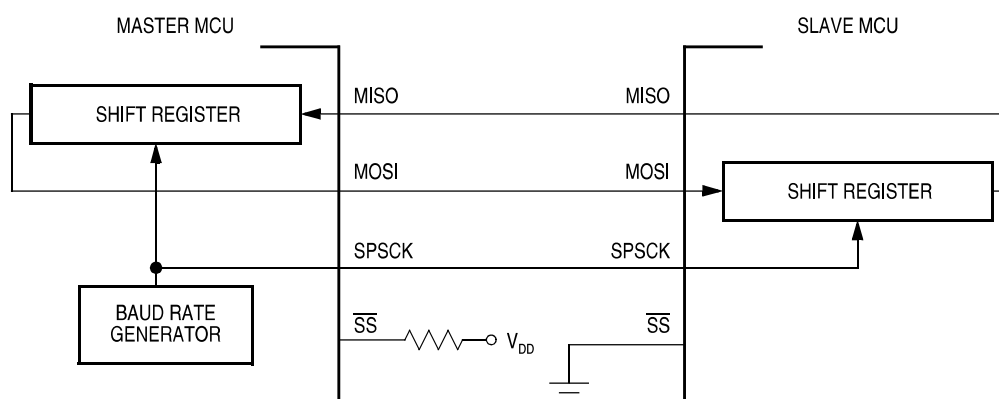 MASTER MCU
SLAVE MCU
SHIFT REGISTER
MISO
MISO
MOSI
MOSI
SHIFT REGISTER
SPSCK
SPSCK
BAUD RATE
GENERATOR
SS
V_DD
SS